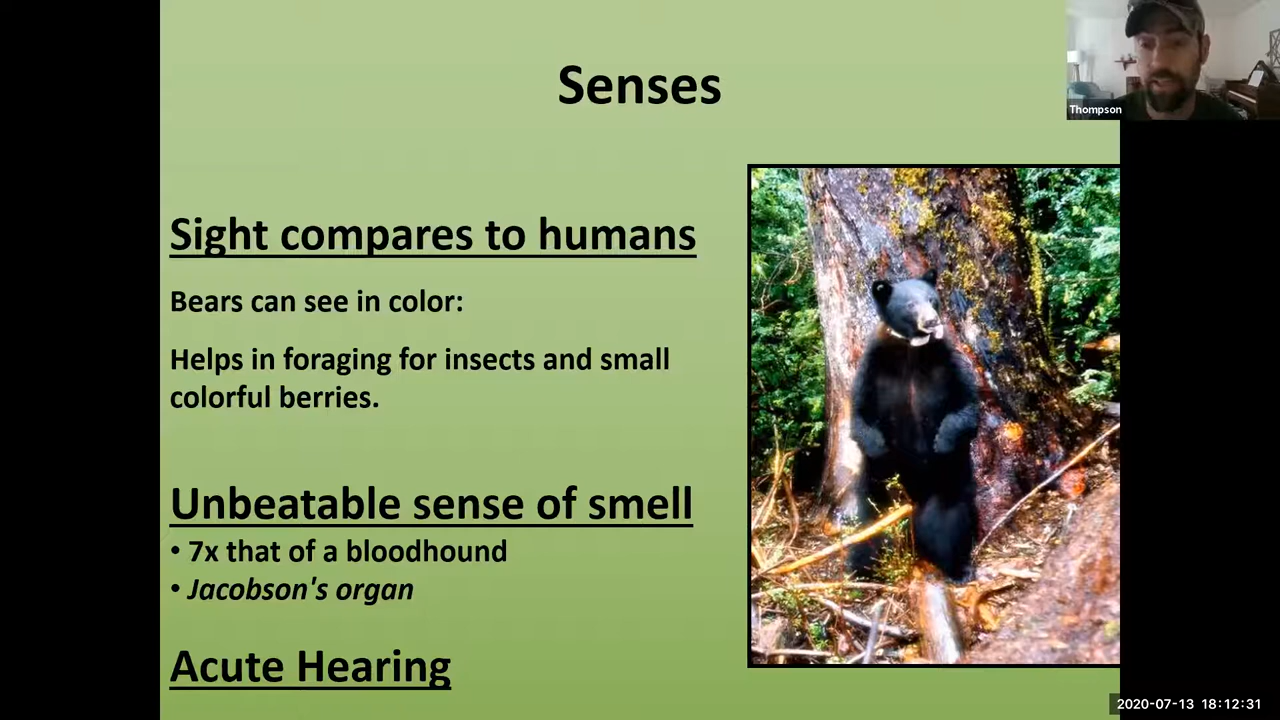 Senses
Thompson
Sight compares to humans
Bears can see in color:
Helps in foraging for insects and small
colorful berries.
Unbeatable sense of smell
• 7x that of a bloodhound
• Jacobson's organ
Acute Hearing
2020-07-13 18:12:31